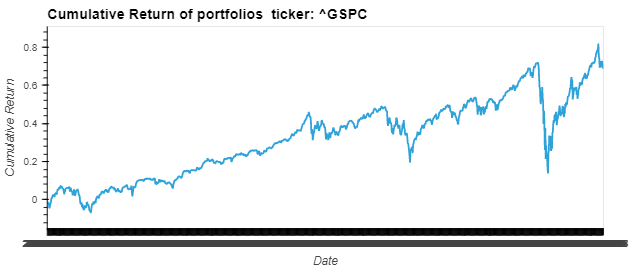 Cumulative Return of portfolios  ticker: ^GSPC
Cumulative Return
0.8
0.6
0.4
0.2
0
Date